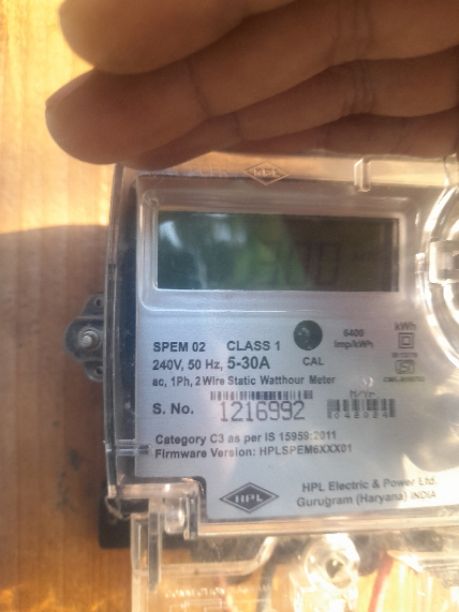 HPL
SPEM 02 CLASS 1
240V, 50 Hz, 5-30A
CAL
6400
imp/kWh
kWh
ac, 1Ph, 2 Wire Static Watthour Meter
M/Yr
S. No. 1216992
Category C3 as per IS 15959:2011
Firmware Version: HPLSPEM6XXX01
HPL
HPL Electric & Power Ltd.
Gurugram (Haryana) INDIA